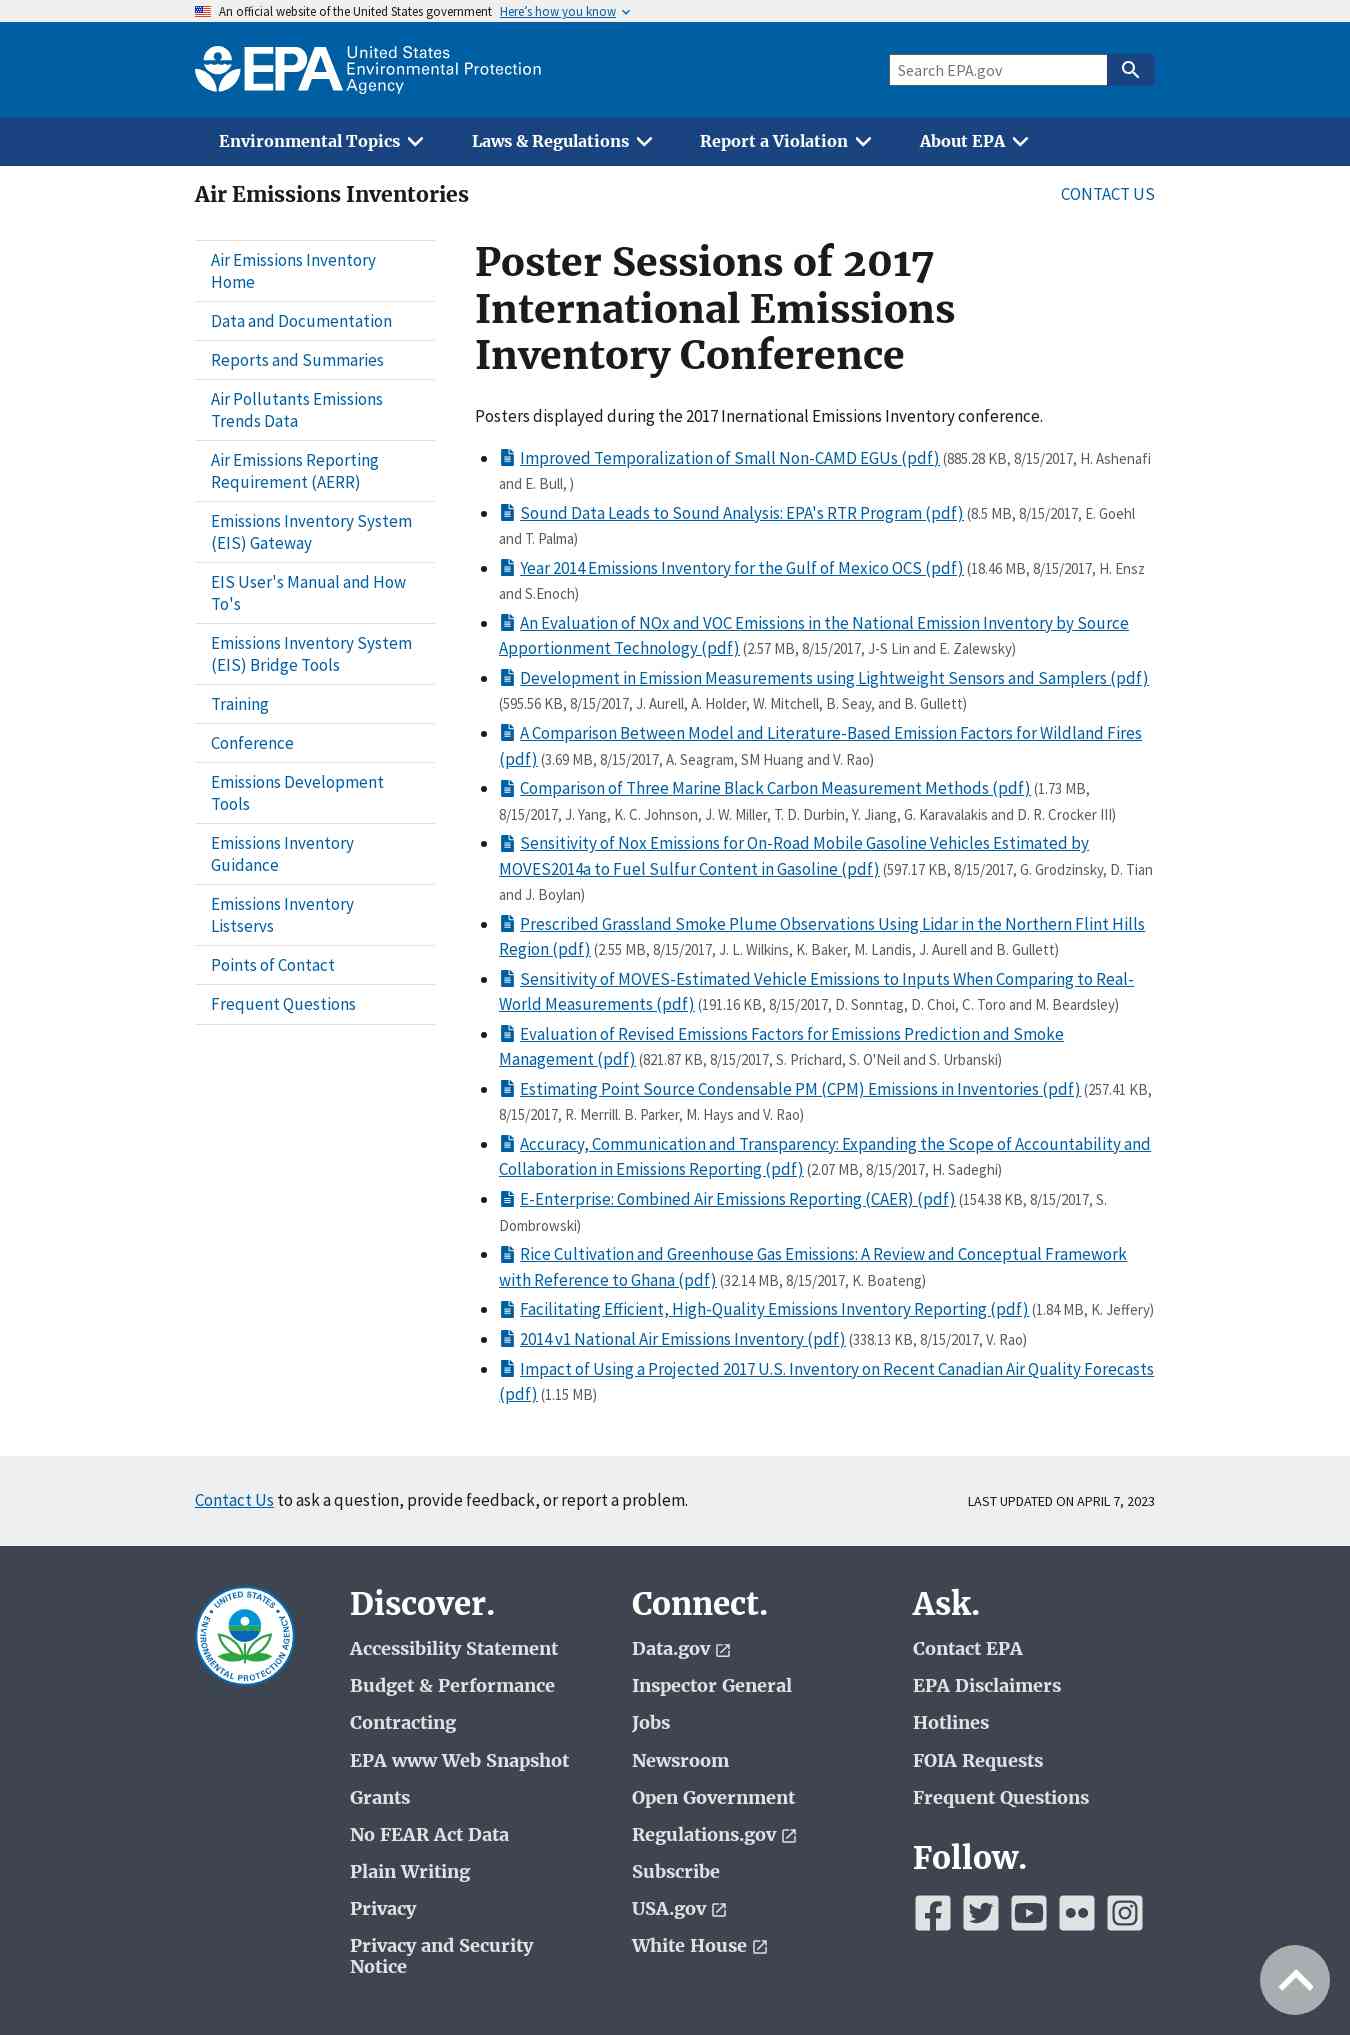 An official website of the United States government Here's how you know
EPA United States
Environmental Protection
Agency
Search EPA.gov
Environmental Topics Laws & Regulations Report a Violation About EPA
Air Emissions Inventories
CONTACT US
Air Emissions Inventory
Home
Data and Documentation
Reports and Summaries
Air Pollutants Emissions
Trends Data
Air Emissions Reporting
Requirement (AERR)
Emissions Inventory System
(EIS) Gateway
EIS User's Manual and How
To's
Emissions Inventory System
(EIS) Bridge Tools
Training
Conference
Emissions Development
Tools
Emissions Inventory
Guidance
Emissions Inventory
Listservs
Points of Contact
Frequent Questions
Poster Sessions of 2017
International Emissions
Inventory Conference
Posters displayed during the 2017 Inernational Emissions Inventory conference.
Improved Temporalization of Small Non-CAMD EGUs (pdf) (885.28 KB, 8/15/2017, H. Ashenafi
and E. Bull, )
Sound Data Leads to Sound Analysis: EPA's RTR Program (pdf) (8.5 MB, 8/15/2017, E. Goehl
and T. Palma)
Year 2014 Emissions Inventory for the Gulf of Mexico OCS (pdf) (18.46 MB, 8/15/2017, H. Ensz
and S.Enoch)
An Evaluation of NOx and VOC Emissions in the National Emission Inventory by Source
Apportionment Technology (pdf) (2.57 MB, 8/15/2017, J-S Lin and E. Zalewsky)
Development in Emission Measurements using Lightweight Sensors and Samplers (pdf)
(595.56 KB, 8/15/2017, J. Aurell, A. Holder, W. Mitchell, B. Seay, and B. Gullett)
A Comparison Between Model and Literature-Based Emission Factors for Wildland Fires
(pdf) (3.69 MB, 8/15/2017, A. Seagram, SM Huang and V. Rao)
Comparison of Three Marine Black Carbon Measurement Methods (pdf) (1.73 MB,
8/15/2017, J. Yang, K. C. Johnson, J. W. Miller, T. D. Durbin, Y. Jiang, G. Karavalakis and D. R. Crocker III)
Sensitivity of Nox Emissions for On-Road Mobile Gasoline Vehicles Estimated by
MOVES2014a to Fuel Sulfur Content in Gasoline (pdf) (597.17 KB, 8/15/2017, G. Grodzinsky, D. Tian
and J. Boylan)
Prescribed Grassland Smoke Plume Observations Using Lidar in the Northern Flint Hills
Region (pdf) (2.55 MB, 8/15/2017, J. L. Wilkins, K. Baker, M. Landis, J. Aurell and B. Gullett)
Sensitivity of MOVES-Estimated Vehicle Emissions to Inputs When Comparing to Real-
World Measurements (pdf) (191.16 KB, 8/15/2017, D. Sonntag, D. Choi, C. Toro and M. Beardsley)
Evaluation of Revised Emissions Factors for Emissions Prediction and Smoke
Management (pdf) (821.87 KB, 8/15/2017, S. Prichard, S. O'Neil and S. Urbanski)
Estimating Point Source Condensable PM (CPM) Emissions in Inventories (pdf) (257.41 KB,
8/15/2017, R. Merrill. B. Parker, M. Hays and V. Rao)
Accuracy, Communication and Transparency: Expanding the Scope of Accountability and
Collaboration in Emissions Reporting (pdf) (2.07 MB, 8/15/2017, H. Sadeghi)
E-Enterprise: Combined Air Emissions Reporting (CAER) (pdf) (154.38 KB, 8/15/2017, S.
Dombrowski)
Rice Cultivation and Greenhouse Gas Emissions: A Review and Conceptual Framework
with Reference to Ghana (pdf) (32.14 MB, 8/15/2017, K. Boateng)
Facilitating Efficient, High-Quality Emissions Inventory Reporting (pdf) (1.84 MB, K. Jeffery)
2014 v1 National Air Emissions Inventory (pdf) (338.13 KB, 8/15/2017, V. Rao)
Impact of Using a Projected 2017 U.S. Inventory on Recent Canadian Air Quality Forecasts
(pdf) (1.15 MB)
Contact Us to ask a question, provide feedback, or report a problem.
LAST UPDATED ON APRIL 7, 2023
UNITED STATES
ENVIRONMENTAL PROTECTION AGENCY
Discover.
Accessibility Statement
Budget & Performance
Contracting
EPA www Web Snapshot
Grants
No FEAR Act Data
Plain Writing
Privacy
Privacy and Security
Notice
Connect.
Data.gov
Inspector General
Jobs
Newsroom
Open Government
Regulations.gov
Subscribe
USA.gov
White House
Ask.
Contact EPA
EPA Disclaimers
Hotlines
FOIA Requests
Frequent Questions
Follow.